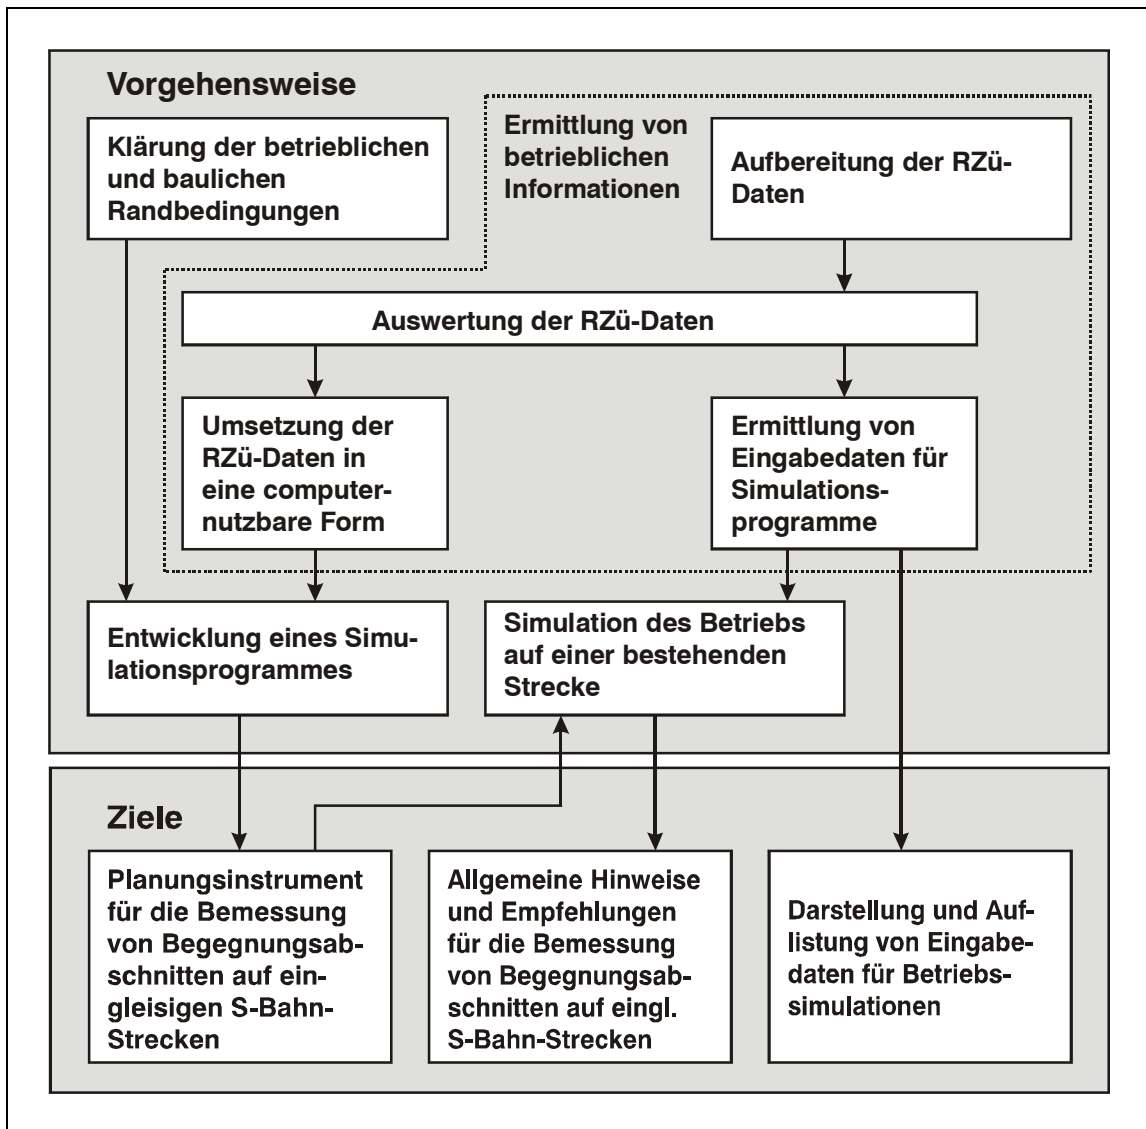 Vorgehensweise
Klärung der betrieblichen
und baulichen
Randbedingungen
Ermittlung von
betrieblichen
Informationen
Aufbereitung der RZü-
Daten
Auswertung der RZü-Daten
Umsetzung der
RZü-Daten in
eine computer-
nutzbare Form
Ermittlung von
Eingabedaten für
Simulations-
programme
Entwicklung eines Simu-
lationsprogrammes
Simulation des Betriebs
auf einer bestehenden
Strecke
Ziele
Planungsinstrument
für die Bemessung
von Begegnungsab-
schnitten auf ein-
gleisigen S-Bahn-
Strecken
Allgemeine Hinweise
und Empfehlungen
für die Bemessung
von Begegnungsab-
schnitten auf eingl.
S-Bahn-Strecken
Darstellung und Auf-
listung von Eingabe-
daten für Betriebs-
simulationen